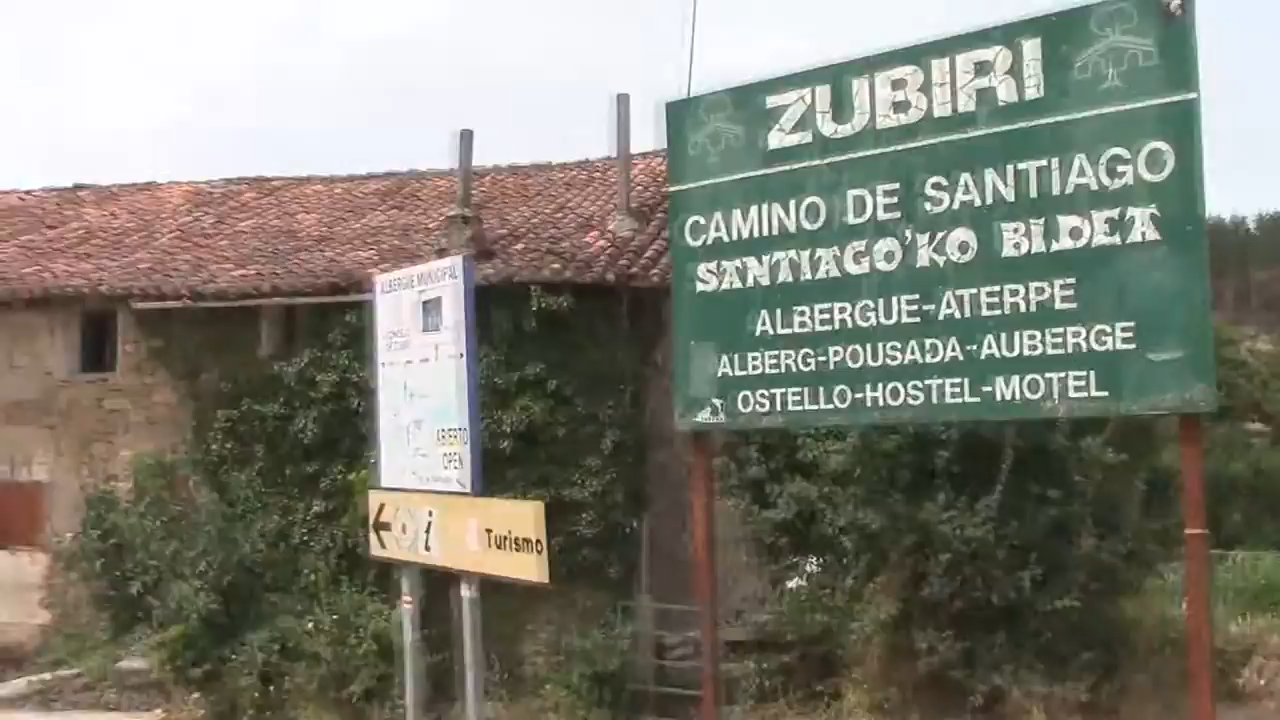 ZUBIRI
CAMINO DE SANTIAGO
SANTIAGO'KO BIDEA
ALBERGUE-ATERPE
ALBERG-POUSADA-AUBERGE
OSTELLO-HOSTEL-MOTEL
ALBERGUE MUNICIPAL
ABIERTO
OPEN
i Turismo